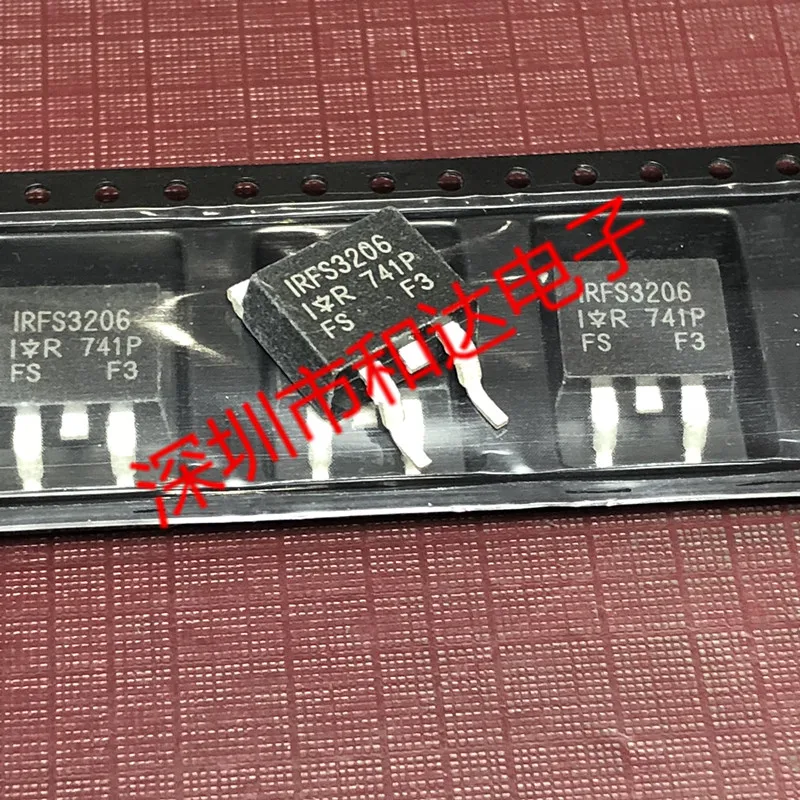 IRFS3206
I R 741P
FS F3
IRFS3206
I R 741P
FS F3
IRFS3206
I R 741P
FS F3
深圳市和达电子